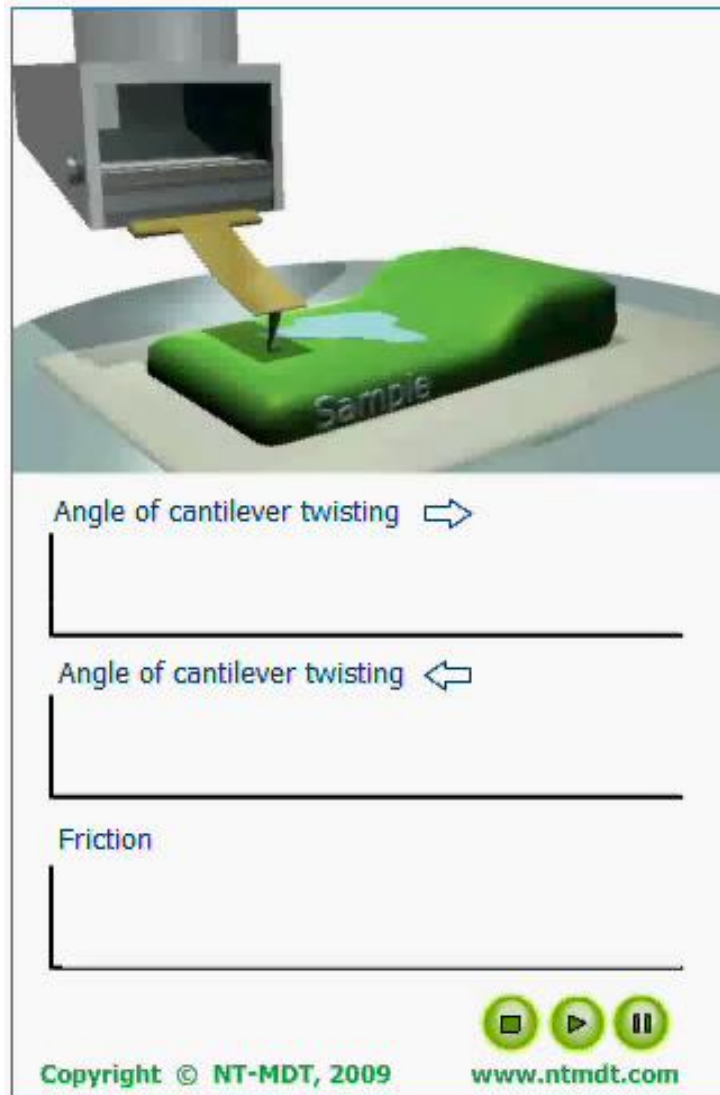 Sample
Angle of cantilever twisting
Angle of cantilever twisting
Friction
Copyright © NT-MDT, 2009 www.ntmdt.com